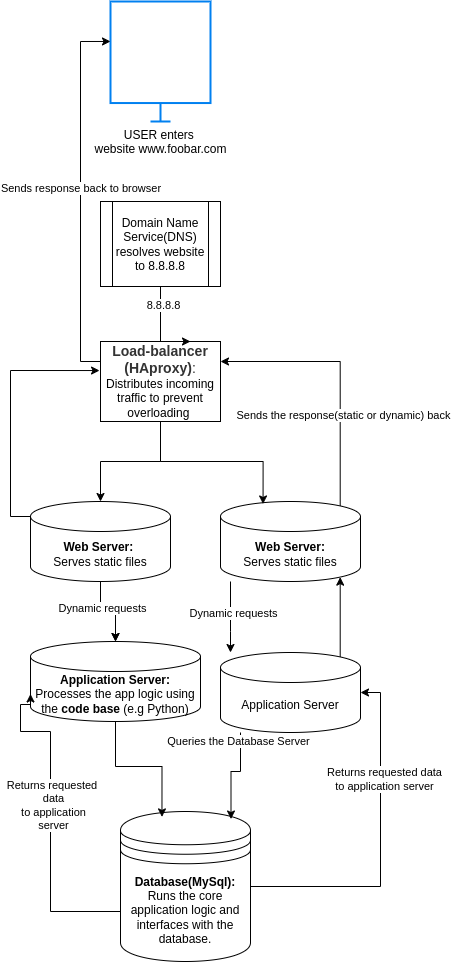 USER enters
website www.foobar.com
Sends response back to browser
Domain Name
Service(DNS)
resolves website
to 8.8.8.8
8.8.8.8
Load-balancer
(HAproxy):
Distributes incoming
traffic to prevent
overloading
Sends the response(static or dynamic) back
Web Server:
Serves static files
Web Server:
Serves static files
Dynamic requests
Dynamic requests
Application Server:
Processes the app logic using
the code base (e.g Python)
Application Server
Queries the Database Server
Returns requested
data
to application
server
Returns requested data
to application server
Database(MySql):
Runs the core
application logic and
interfaces with the
database.